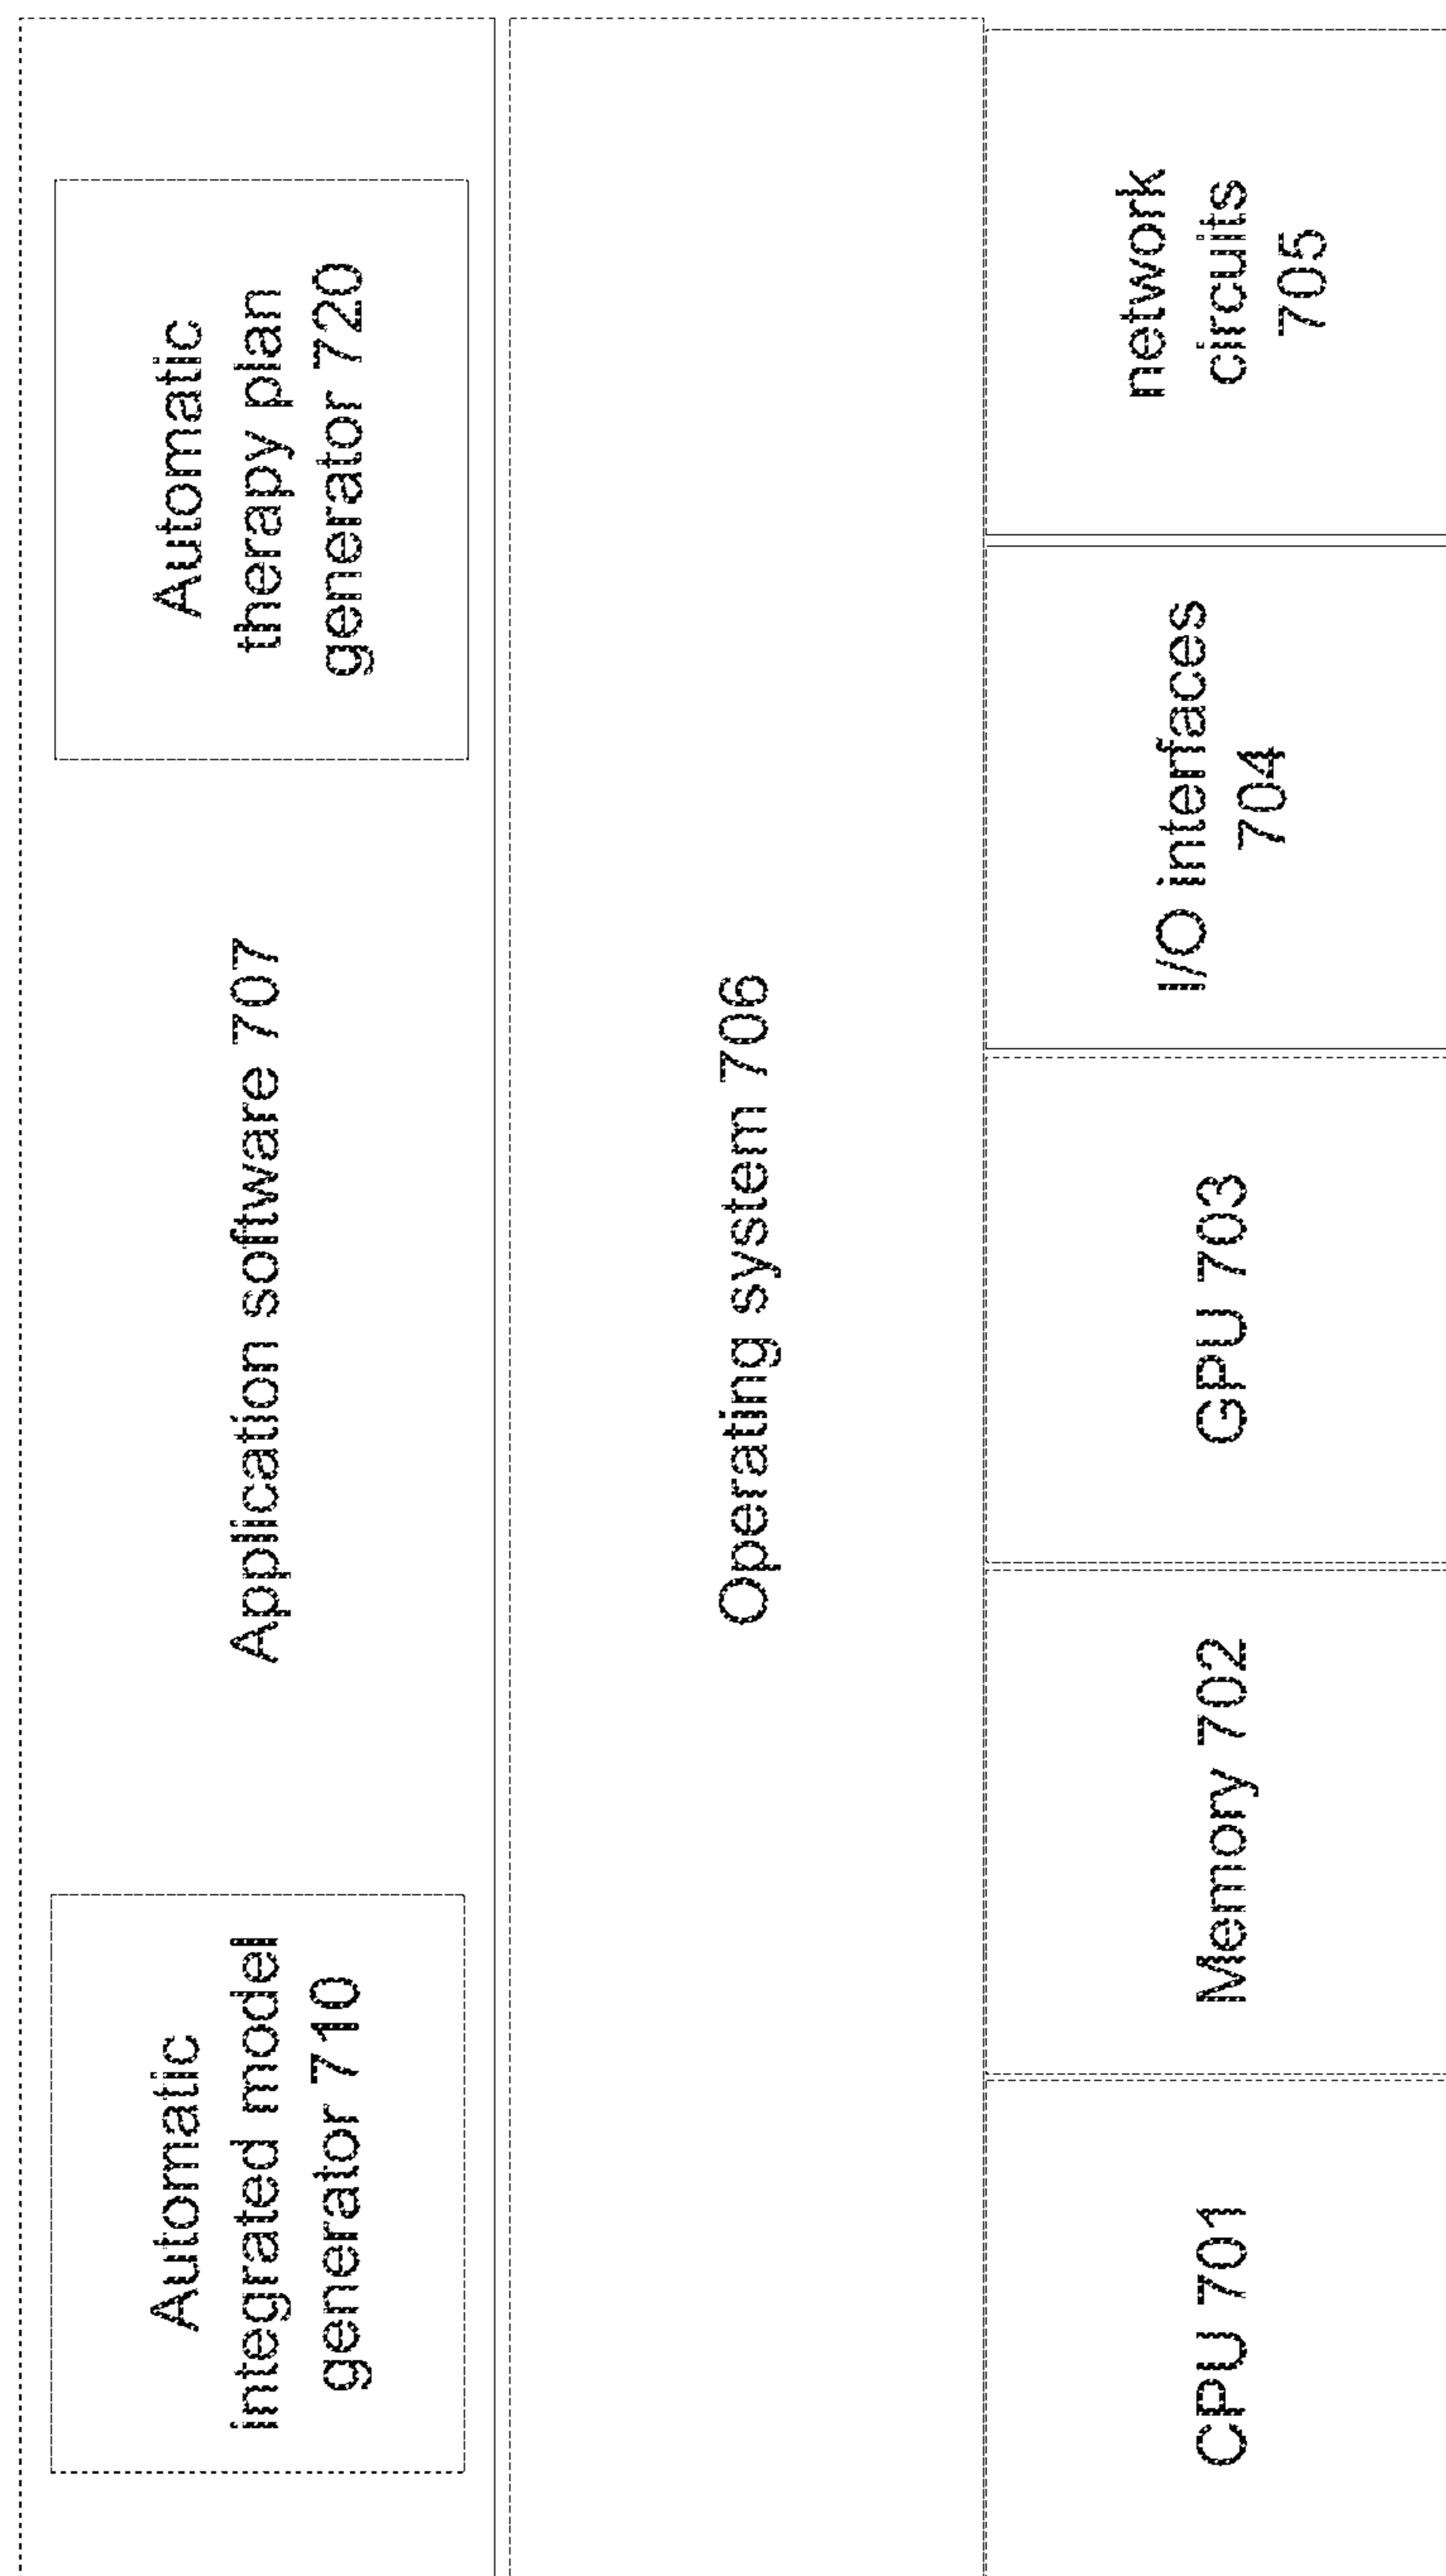 Automatic
integrated model
generator 710
Application software 707
Automatic
therapy plan
generator 720
Operating system 706
CPU 701
Memory 702
GPU 703
I/O interfaces
704
network
circuits
705